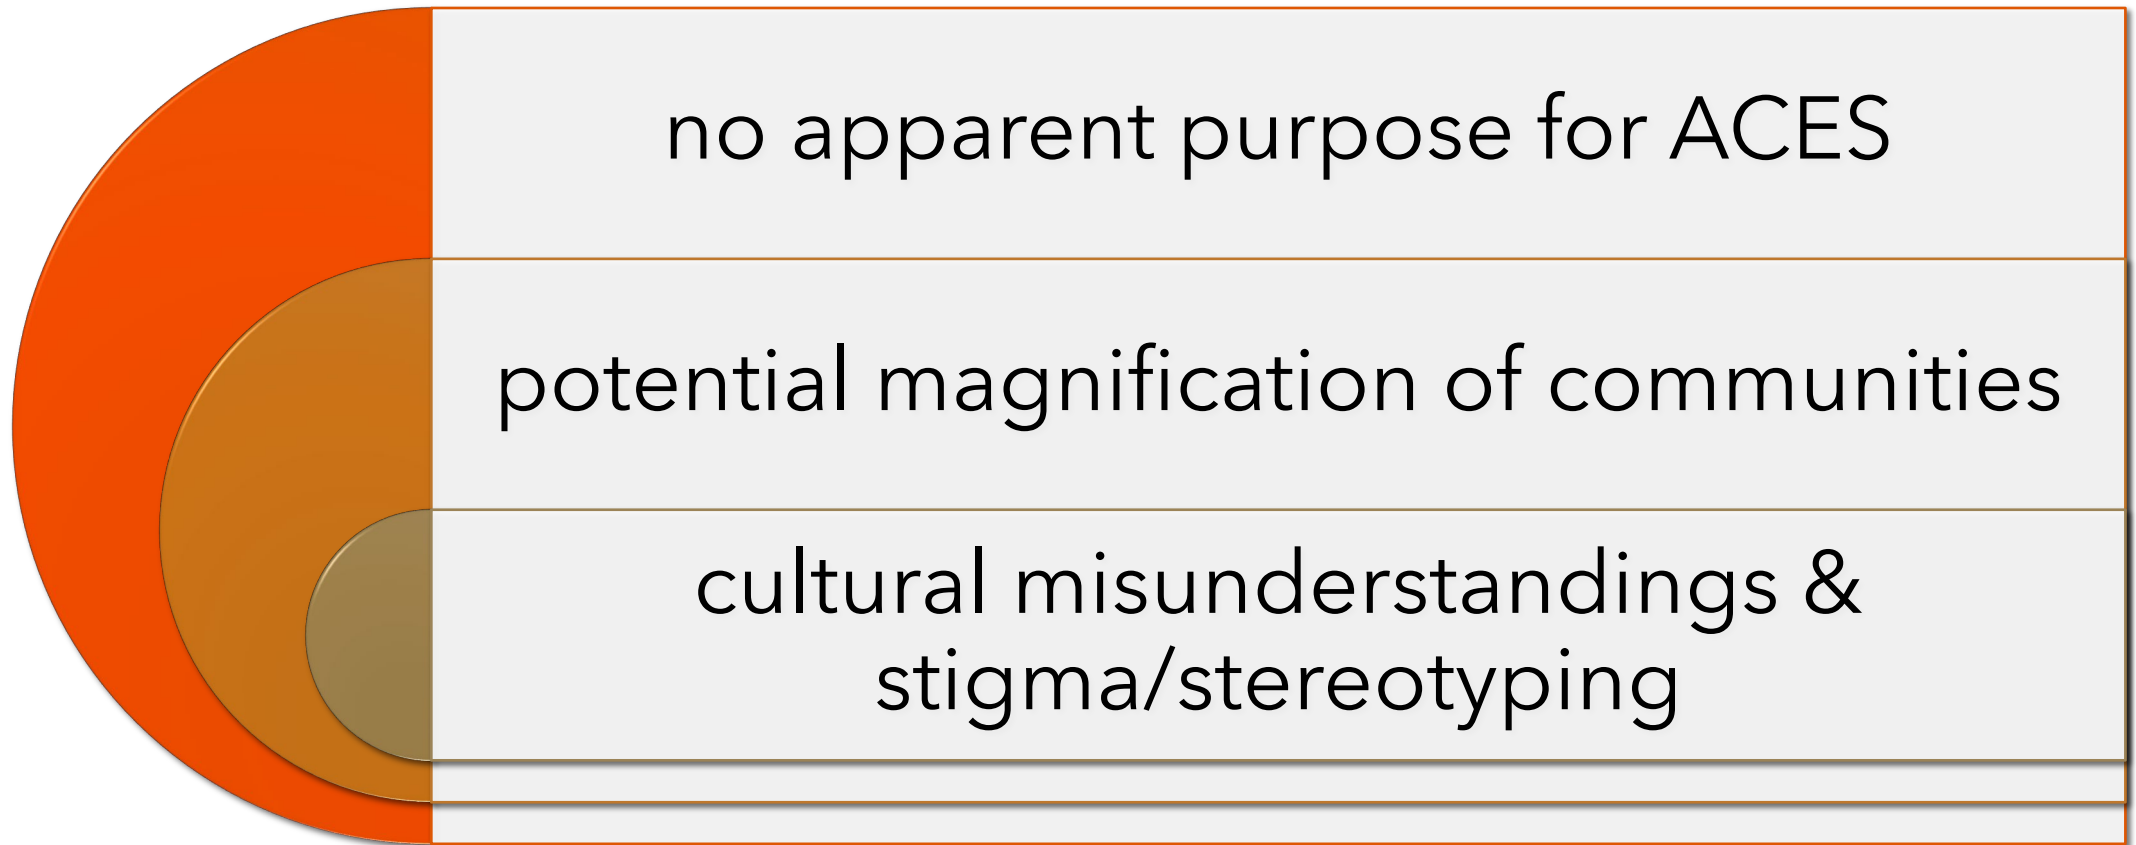 no apparent purpose for ACES
potential magnification of communities
cultural misunderstandings &
stigma/stereotyping